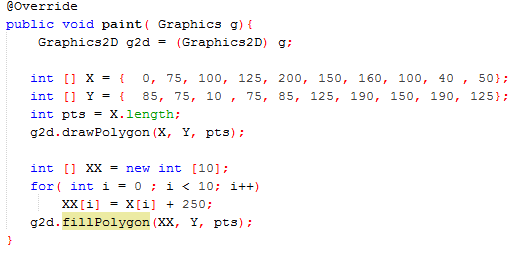 @Override
public void paint( Graphics g){
Graphics2D g2d = (Graphics2D) g;
int [] X = {  0, 75, 100, 125, 200, 150, 160, 100, 40 , 50};
int [] Y = {  85, 75, 10 , 75, 85, 125, 190, 150, 190, 125};
int pts = X.length;
g2d.drawPolygon(X, Y, pts);
int [] XX = new int [10];
for( int i = 0 ; i < 10; i++)
XX[i] = X[i] + 250;
g2d.fillPolygon(XX, Y, pts);
}